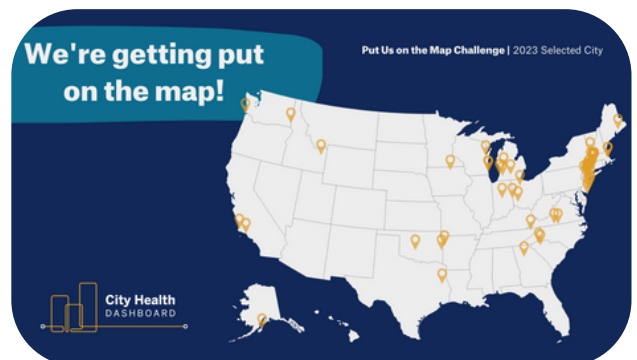 We're getting put
on the map!
Put Us on the Map Challenge | 2023 Selected City
City Health
DASHBOARD